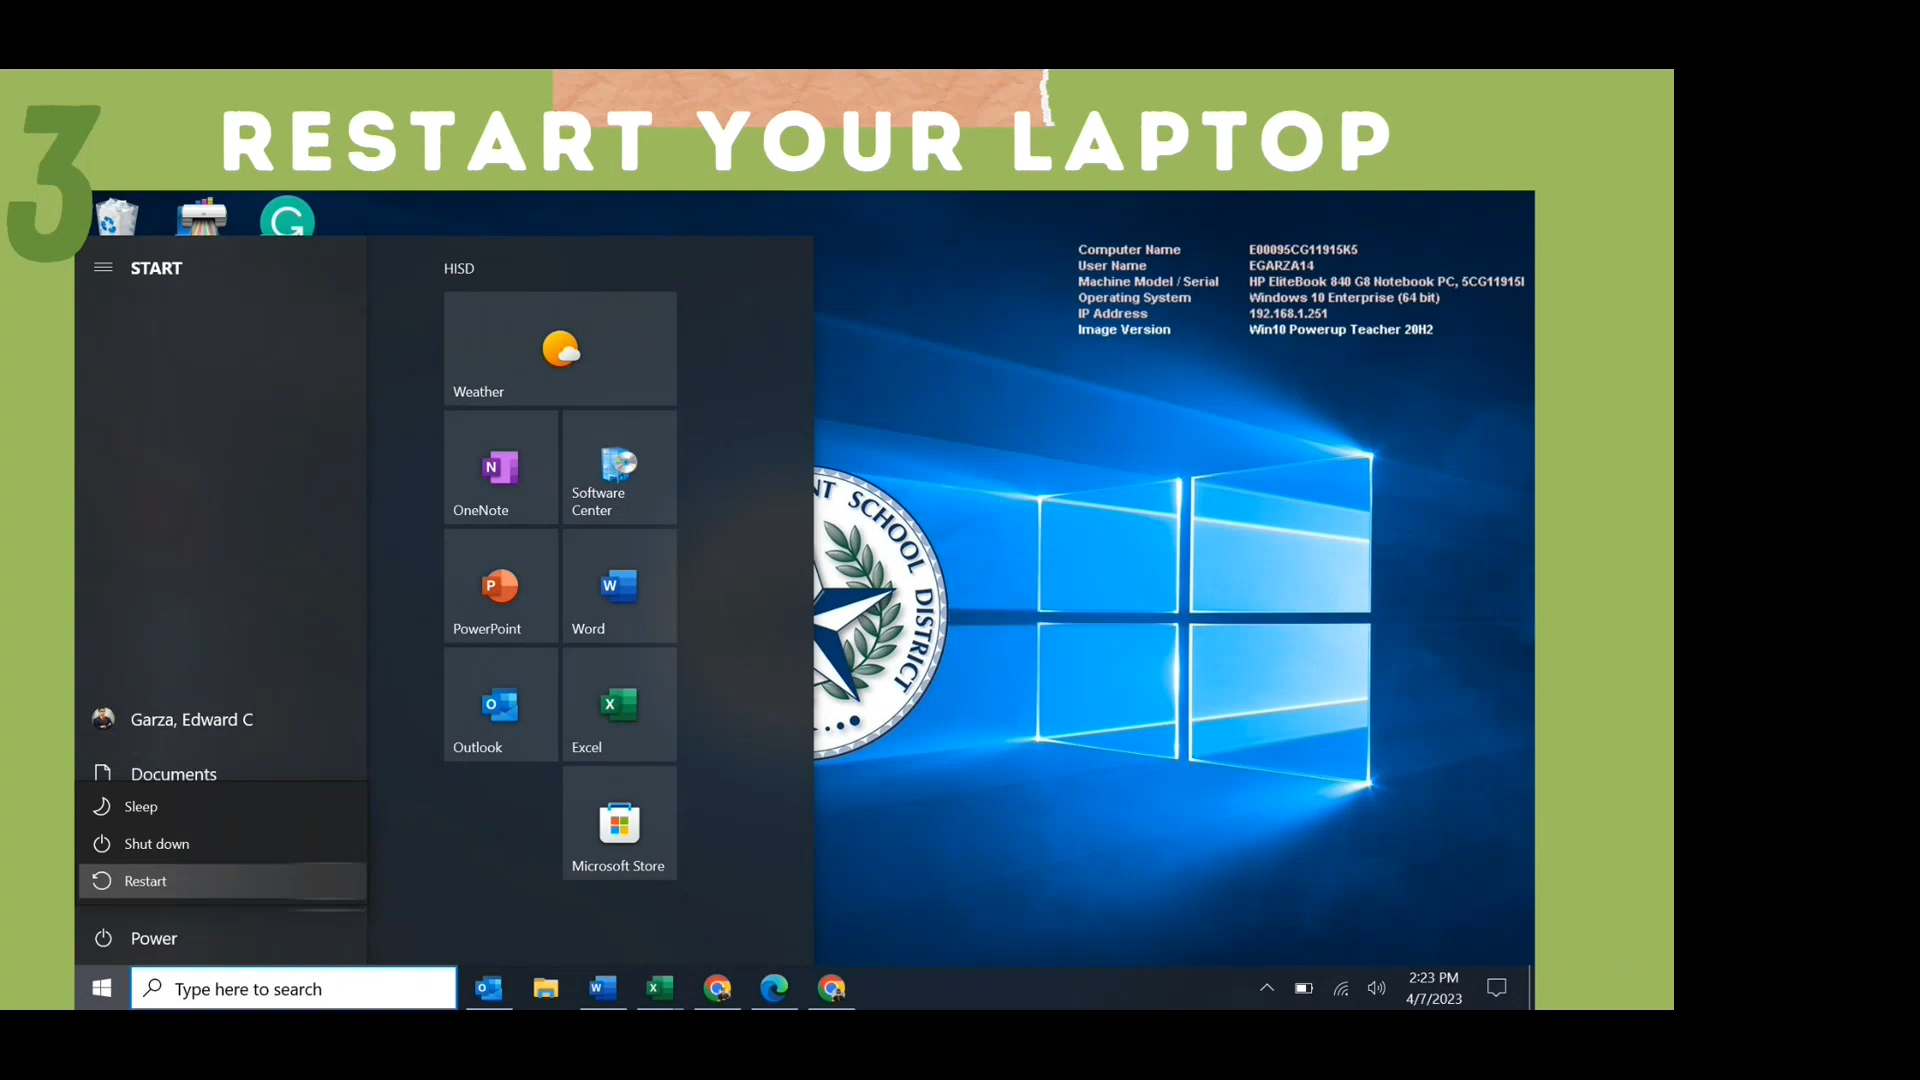 3
RESTART YOUR LAPTOP
START
HISD
Computer Name E00095CG11915K5
User Name EGARZA14
Machine Model / Serial HP EliteBook 840 G8 Notebook PC, 5CG11915I
Operating System Windows 10 Enterprise (64 bit)
IP Address 192.168.1.251
Image Version Win10 Powerup Teacher 20H2
Weather
OneNote
Software
Center
PowerPoint
Word
Outlook
Excel
Microsoft Store
NT SCHOOL DISTRICT
Garza, Edward C
Documents
Sleep
Shut down
Restart
Power
Type here to search
2:23 PM
4/7/2023